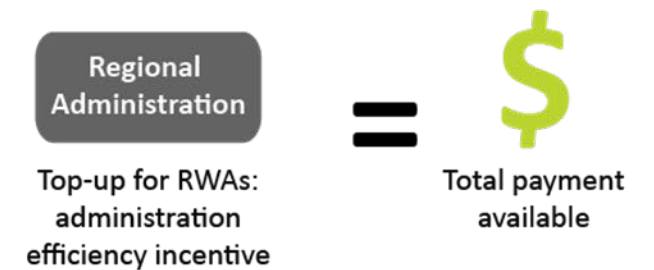 Regional
Administration
=
$
Top-up for RWAs:
administration
efficiency incentive
Total payment
available